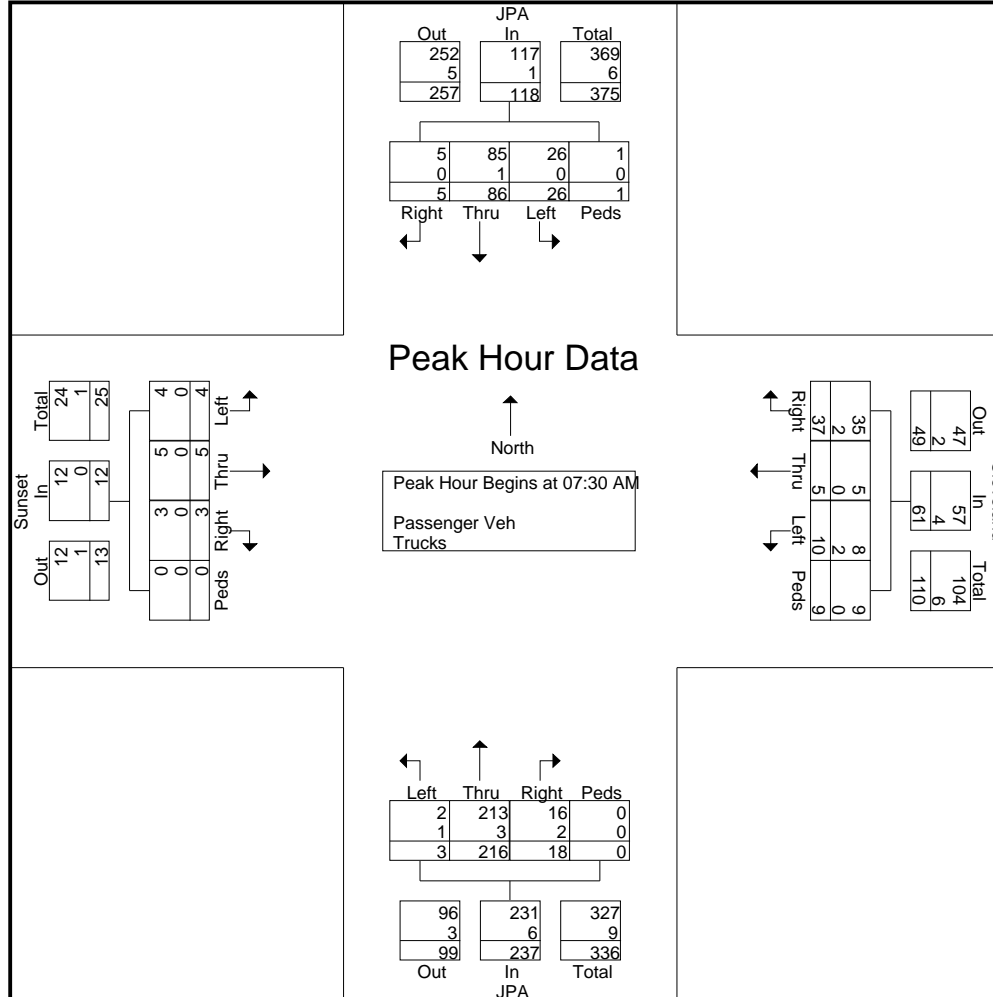 JPA
Out In Total
252 117 369
5 1 6
257 118 375
5 85 26 1
0 1 0 0
5 86 26 1
Right Thru Left Peds
Peak Hour Data
North
Peak Hour Begins at 07:30 AM
Passenger Veh
Trucks
Sunset
Out In Total
12 12 24
1 0 1
13 12 25
0 3 5 4
0 0 0 0
0 3 5 4
Peds Right Thru Left
Out In Total
47 57 104
2 4 6
49 61 110
35 5 8 9
2 0 2 0
37 5 10 9
Right Thru Left Peds
Left Thru Right Peds
2 213 16 0
1 3 2 0
3 216 18 0
96 231 327
3 6 9
99 237 336
Out In Total
JPA